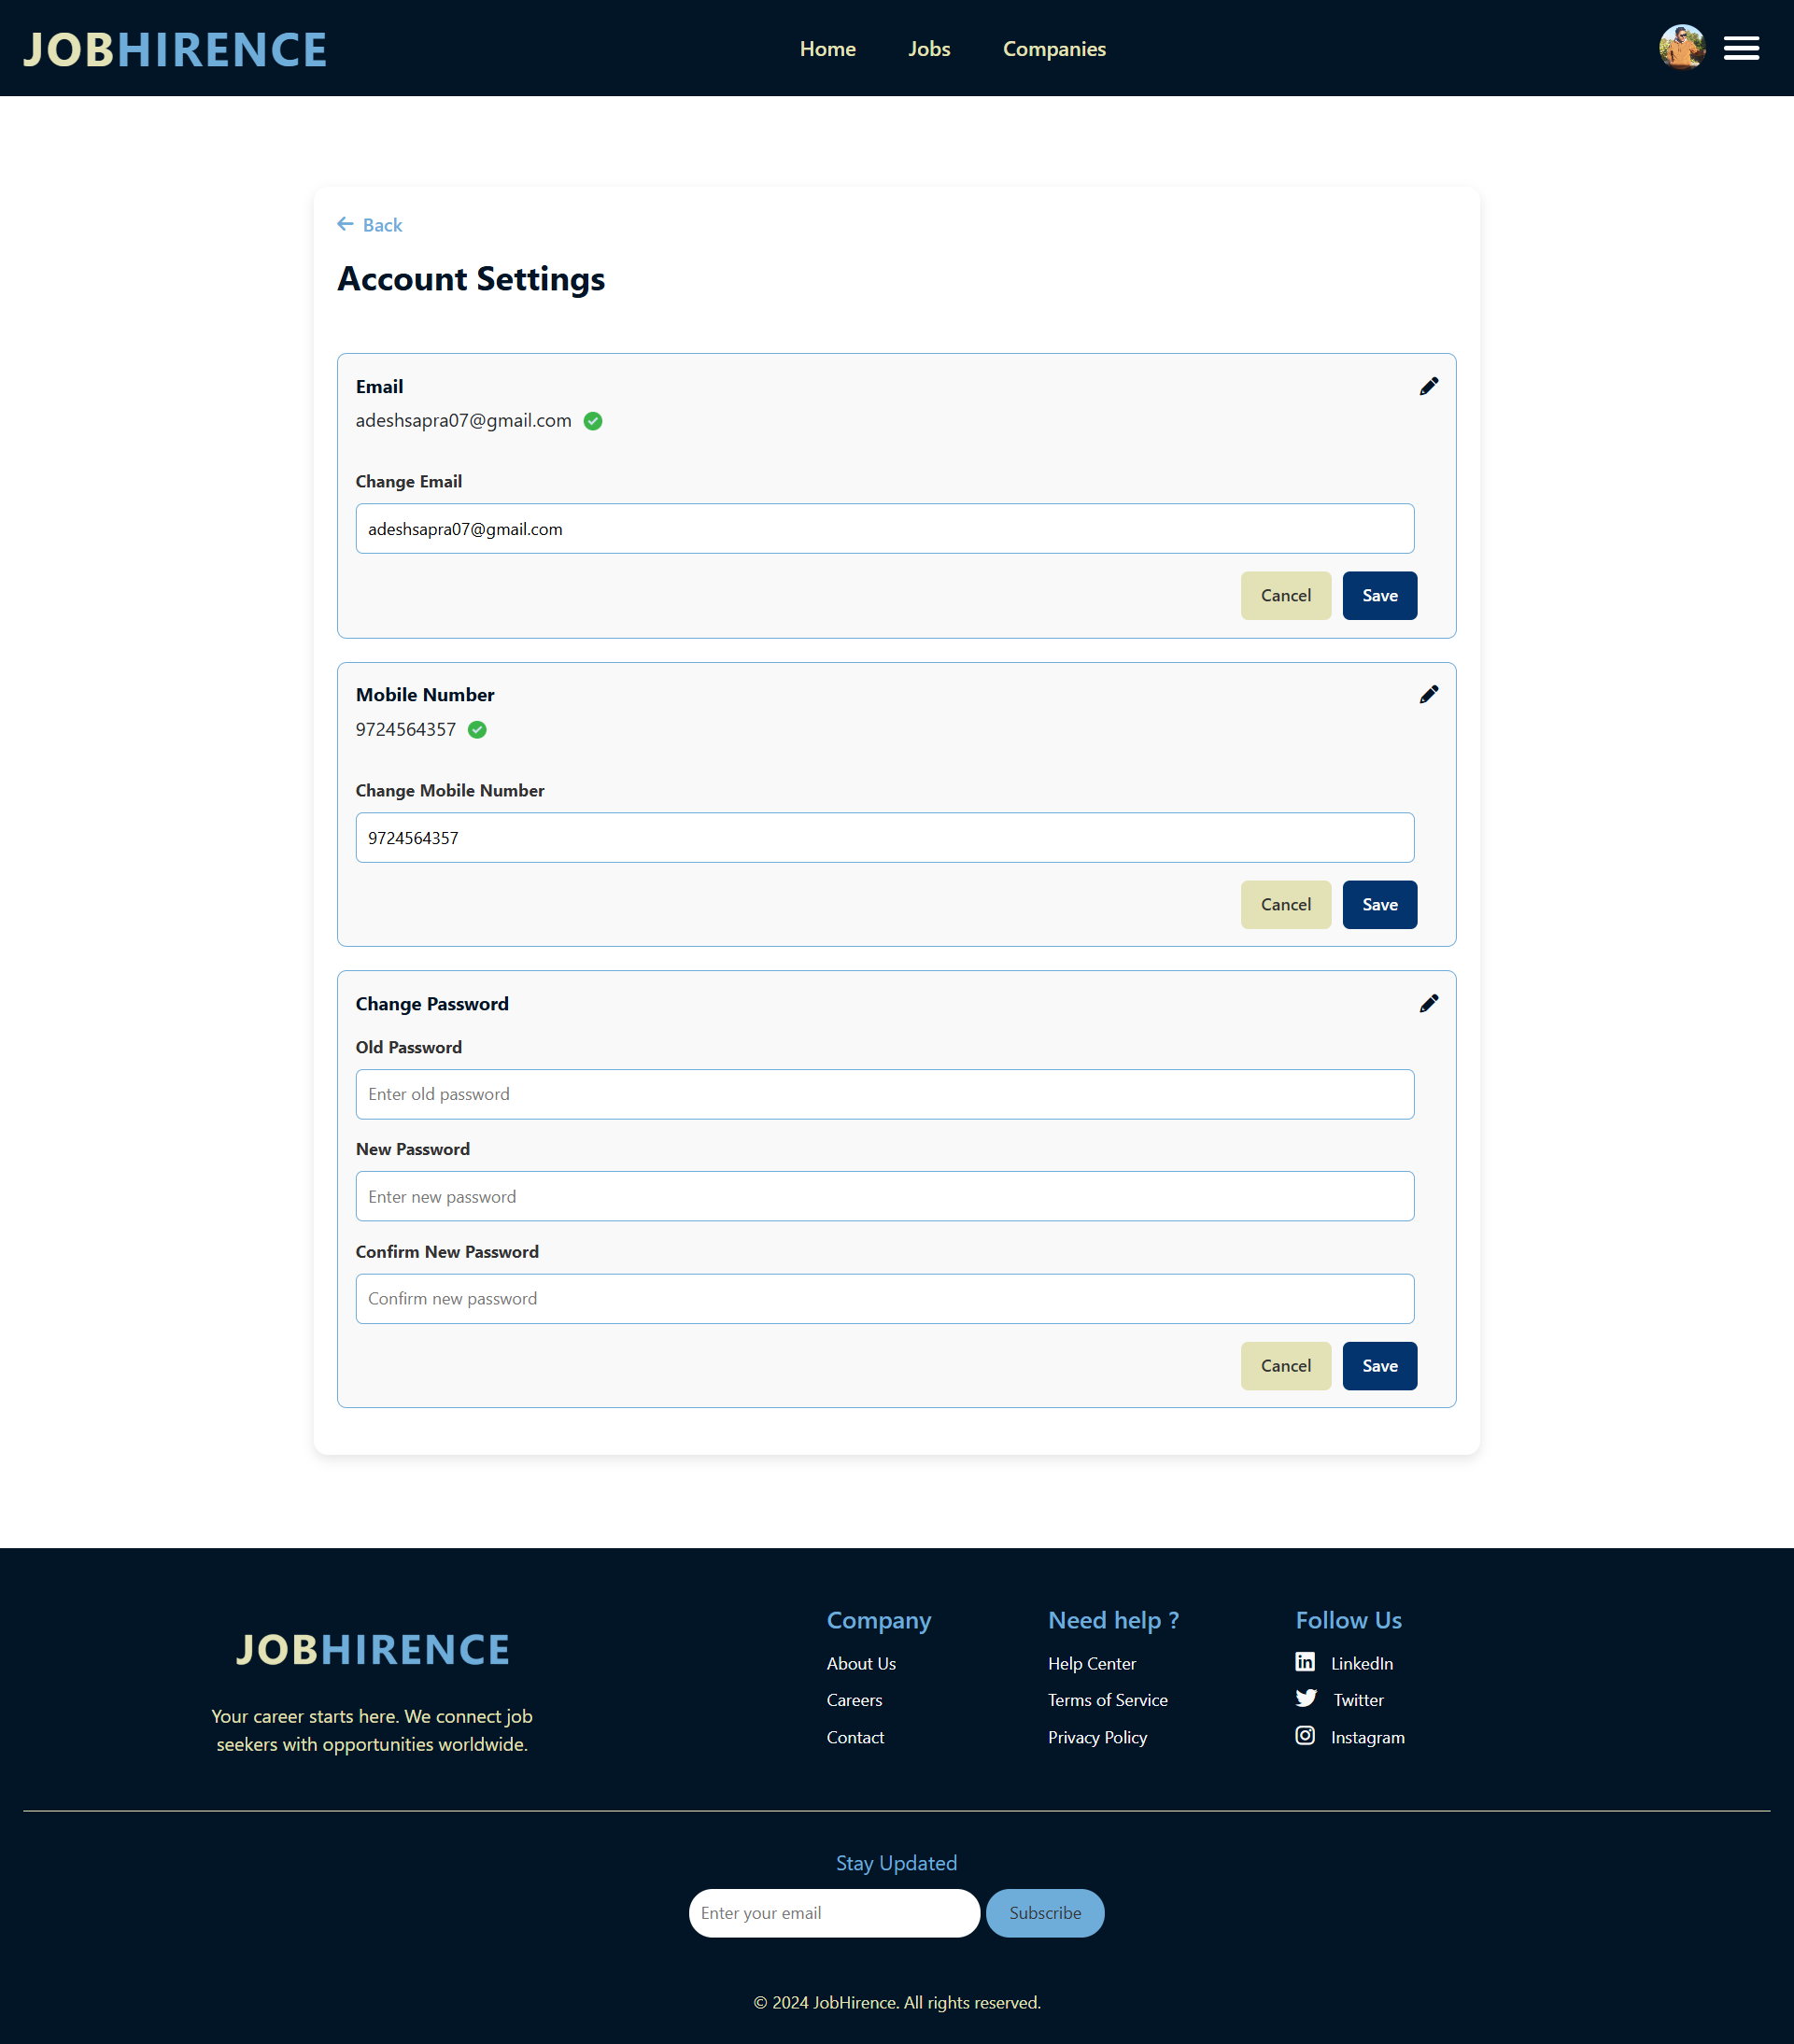 JOBHIRENCE
Home Jobs Companies
Back
Account Settings
Email
adeshsapra07@gmail.com
Change Email
adeshsapra07@gmail.com
Cancel Save
Mobile Number
9724564357
Change Mobile Number
9724564357
Cancel Save
Change Password
Old Password
Enter old password
New Password
Enter new password
Confirm New Password
Confirm new password
Cancel Save
JOBHIRENCE
Your career starts here. We connect job
seekers with opportunities worldwide.
Company
About Us
Careers
Contact
Need help ?
Help Center
Terms of Service
Privacy Policy
Follow Us
LinkedIn
Twitter
Instagram
Stay Updated
Enter your email Subscribe
© 2024 JobHirence. All rights reserved.